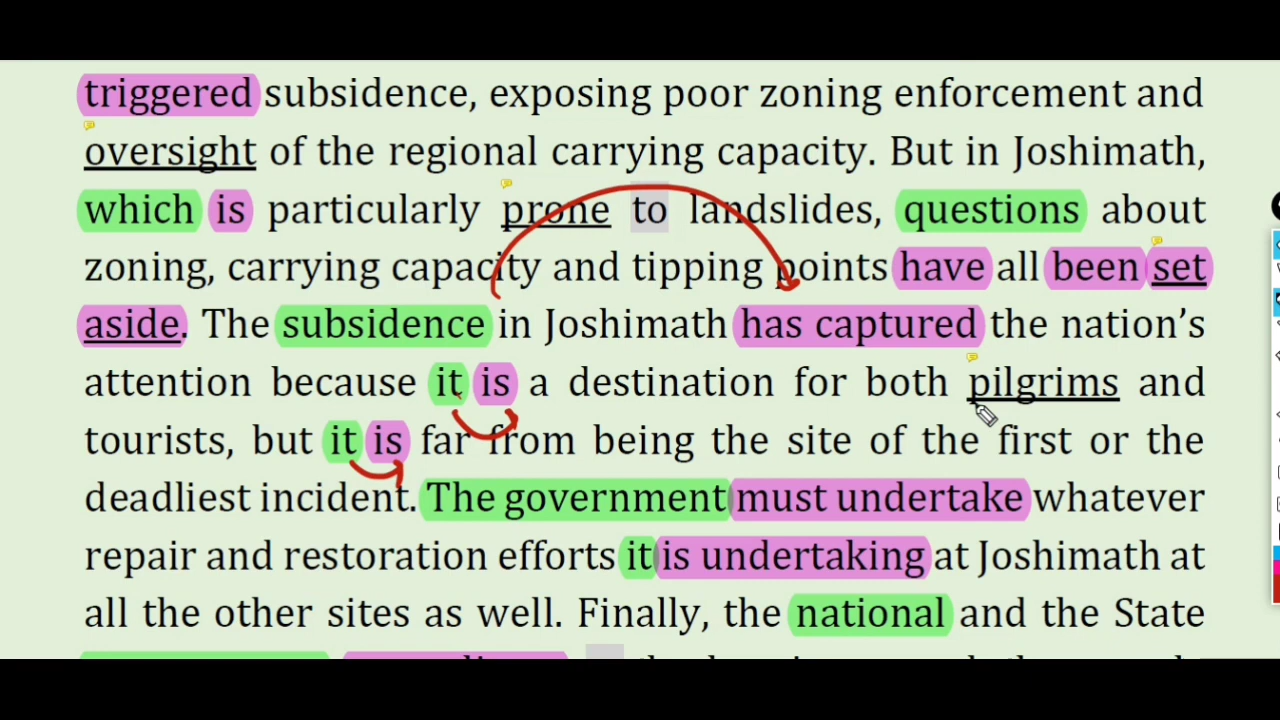 triggered subsidence, exposing poor zoning enforcement and
oversight of the regional carrying capacity. But in Joshimath,
which is particularly prone to landslides, questions about
zoning, carrying capacity and tipping points have all been set
aside. The subsidence in Joshimath has captured the nation's
attention because it is a destination for both pilgrims and
tourists, but it is far from being the site of the first or the
deadliest incident. The government must undertake whatever
repair and restoration efforts it is undertaking at Joshimath at
all the other sites as well. Finally, the national and the State